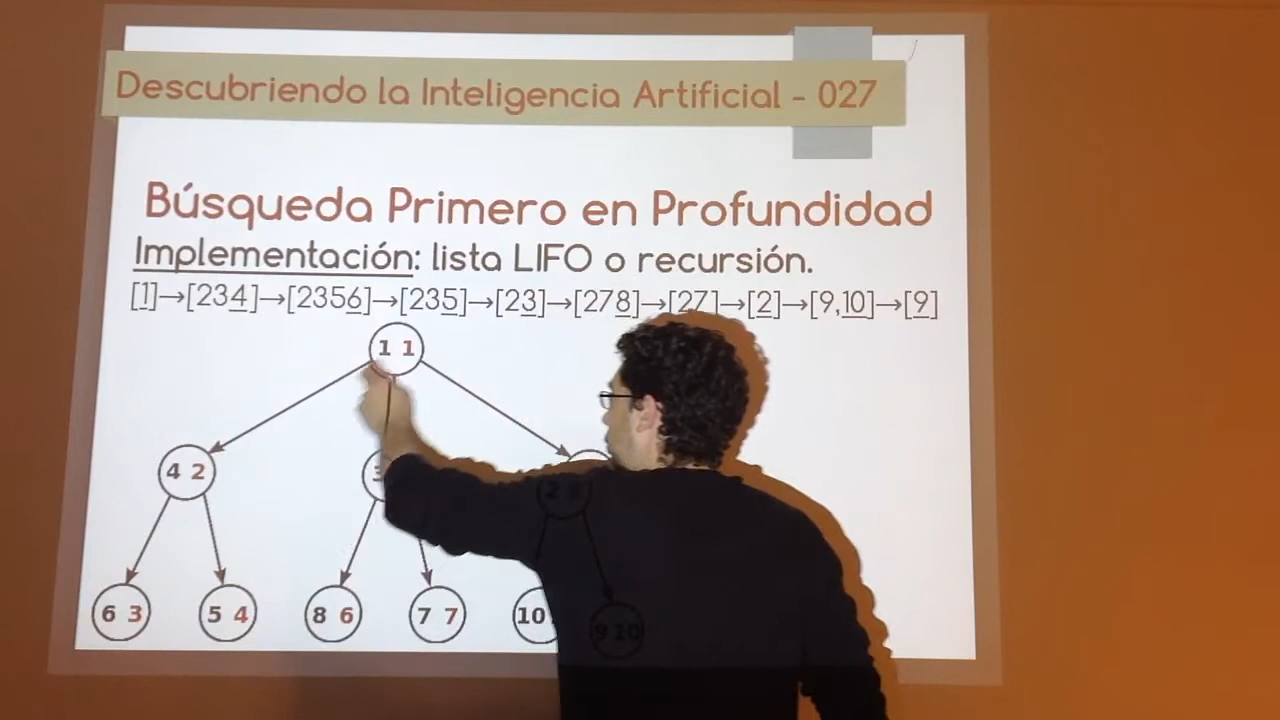 Descubriendo la Inteligencia Artificial - 027
Búsqueda Primero en Profundidad
Implementación: lista LIFO o recursión.
[1]→[234]→[2356]→[235]→[23]→[278]→[27]→[2]→[9,10]→[9]
1 1
4 2
6 3 5 4 8 6 7 7 10 9 10